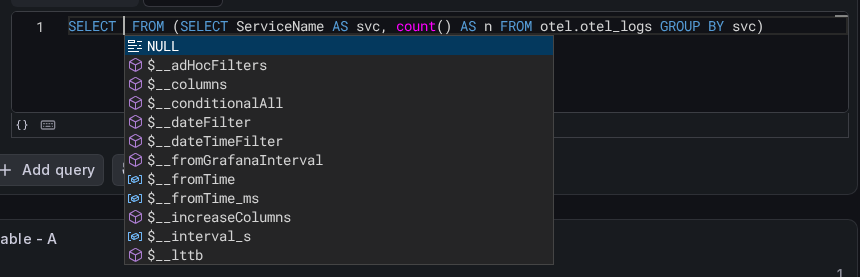 1 SELECT FROM (SELECT ServiceName AS svc, count() AS n FROM otel.otel_logs GROUP BY svc)
NULL
$__adHocFilters
$__columns
$__conditionalAll
$__dateFilter
$__dateTimeFilter
$__fromGrafanaInterval
$__fromTime
$__fromTime_ms
$__increaseColumns
$__interval_s
$__lttb
{}
+ Add query
able - A
1